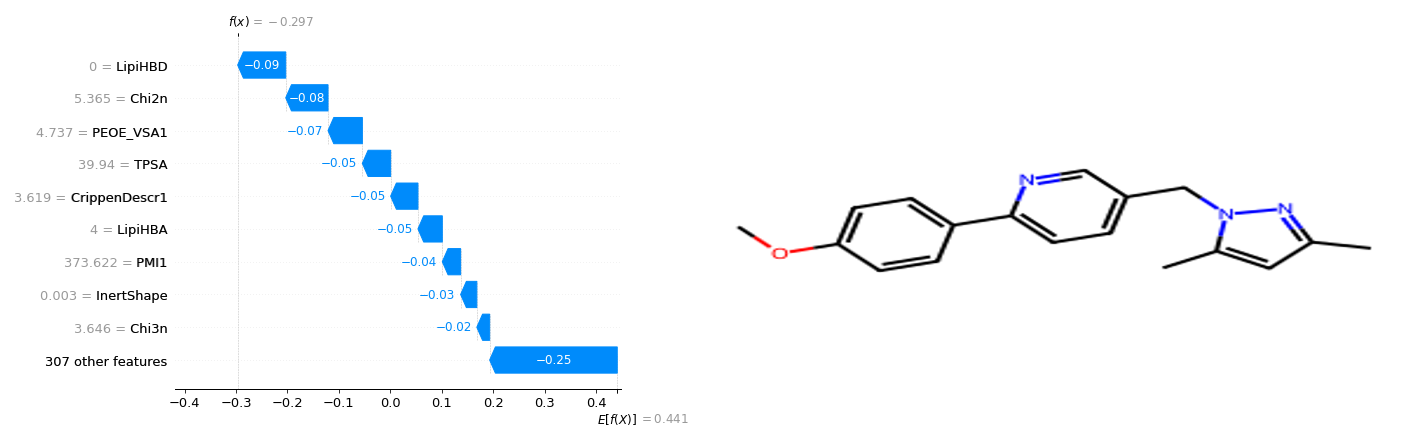 f(x) = −0.297
0 = LipiHBD
−0.09
5.365 = Chi2n
−0.08
4.737 = PEOE_VSA1
−0.07
39.94 = TPSA
−0.05
3.619 = CrippenDescr1
−0.05
4 = LipiHBA
−0.05
373.622 = PMI1
−0.04
0.003 = InertShape
−0.03
3.646 = Chi3n
−0.02
307 other features
−0.25
−0.4 −0.3 −0.2 −0.1 0.0 0.1 0.2 0.3 0.4
E[f(X)] = 0.441
N
N
N
O